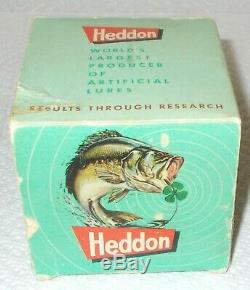 Heddon
WORLD'S
LARGEST
PRODUCER
OF
ARTIFICIAL
LURES
RESULTS THROUGH RESEARCH
Heddon